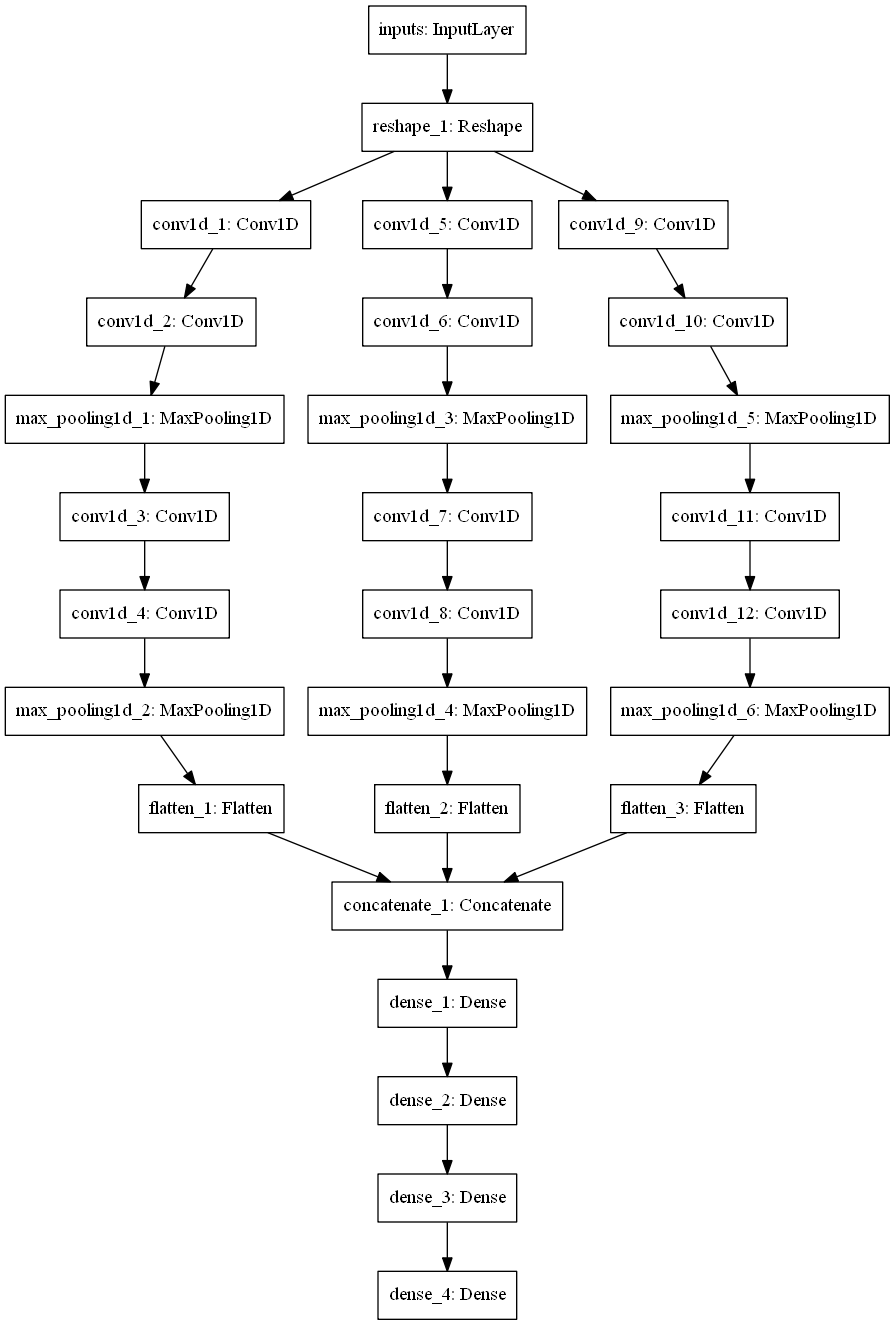 inputs: InputLayer
reshape_1: Reshape
conv1d_1: Conv1D
conv1d_5: Conv1D
conv1d_9: Conv1D
conv1d_2: Conv1D
conv1d_6: Conv1D
conv1d_10: Conv1D
max_pooling1d_1: MaxPooling1D
max_pooling1d_3: MaxPooling1D
max_pooling1d_5: MaxPooling1D
conv1d_3: Conv1D
conv1d_7: Conv1D
conv1d_11: Conv1D
conv1d_4: Conv1D
conv1d_8: Conv1D
conv1d_12: Conv1D
max_pooling1d_2: MaxPooling1D
max_pooling1d_4: MaxPooling1D
max_pooling1d_6: MaxPooling1D
flatten_1: Flatten
flatten_2: Flatten
flatten_3: Flatten
concatenate_1: Concatenate
dense_1: Dense
dense_2: Dense
dense_3: Dense
dense_4: Dense